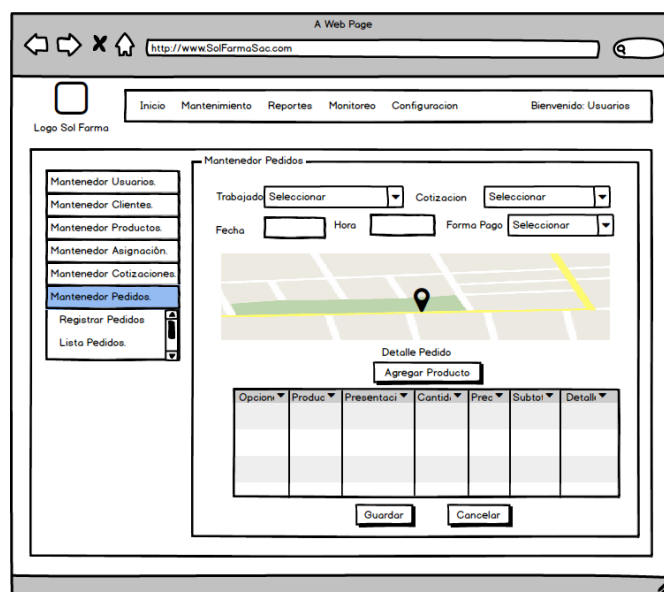 A Web Page
http://www.SolFarmaSac.com
Inicio Mantenimiento Reportes Monitoreo Configuracion Bienvenido: Usuarios
Logo Sol Farma
Mantenedor Pedidos
Mantenedor Usuarios.
Mantenedor Clientes.
Mantenedor Productos.
Mantenedor Asignación.
Mantenedor Cotizaciones.
Mantenedor Pedidos.
Registrar Pedidos
Lista Pedidos.
Trabajado Seleccionar Cotizacion Seleccionar
Fecha Hora Forma Pago Seleccionar
Detalle Pedido
Agregar Producto
Opcion Produc Presentaci Cantid Prec Subtot Detall
Guardar Cancelar